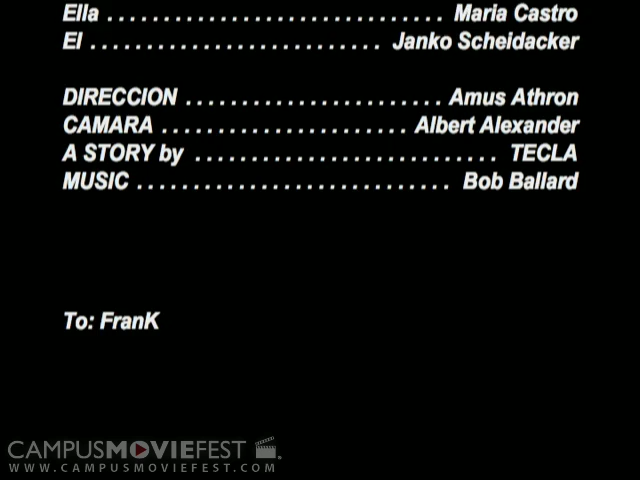 Ella . . . . . . . . . . . . . . . . . . . . . . . . . . . . . . Maria Castro
El . . . . . . . . . . . . . . . . . . . . . . . . . . Janko Scheidacker
DIRECCION . . . . . . . . . . . . . . . . . . . . . . . Amus Athron
CAMARA . . . . . . . . . . . . . . . . . . . . . . Albert Alexander
A STORY by . . . . . . . . . . . . . . . . . . . . . . . . . . . TECLA
MUSIC . . . . . . . . . . . . . . . . . . . . . . . . . . . . Bob Ballard
To: FranK
CAMPUSMOVIEFEST
WWW.CAMPUSMOVIEFEST.COM